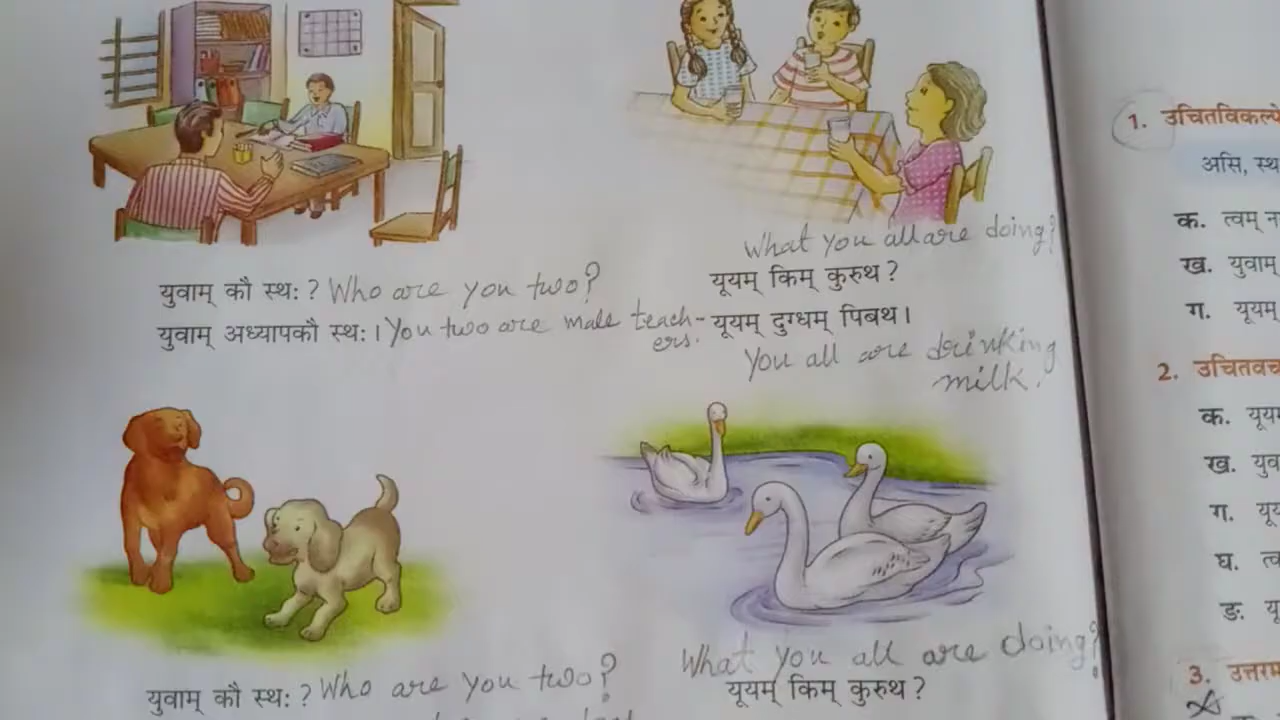 What you all are doing?
युवाम् कौ स्थः ? Who are you two?
यूयम् किम् कुरुथ ?
युवाम् अध्यापकौ स्थः । You two are male teach-
ers.
यूयम् दुग्धम् पिबथ ।
You all are drinking
milk.
युवाम् कौ स्थः ? Who are you two?
What you all are doing?
यूयम् किम् कुरुथ ?
1. उचितविकल्पे
असि, स्थ
क. त्वम् न
ख. युवाम्
ग. यूयम्
2. उचितवच
क. यूयम
ख. युव
ग. यूय
घ. त्व
ङ. यू
3. उत्तरम